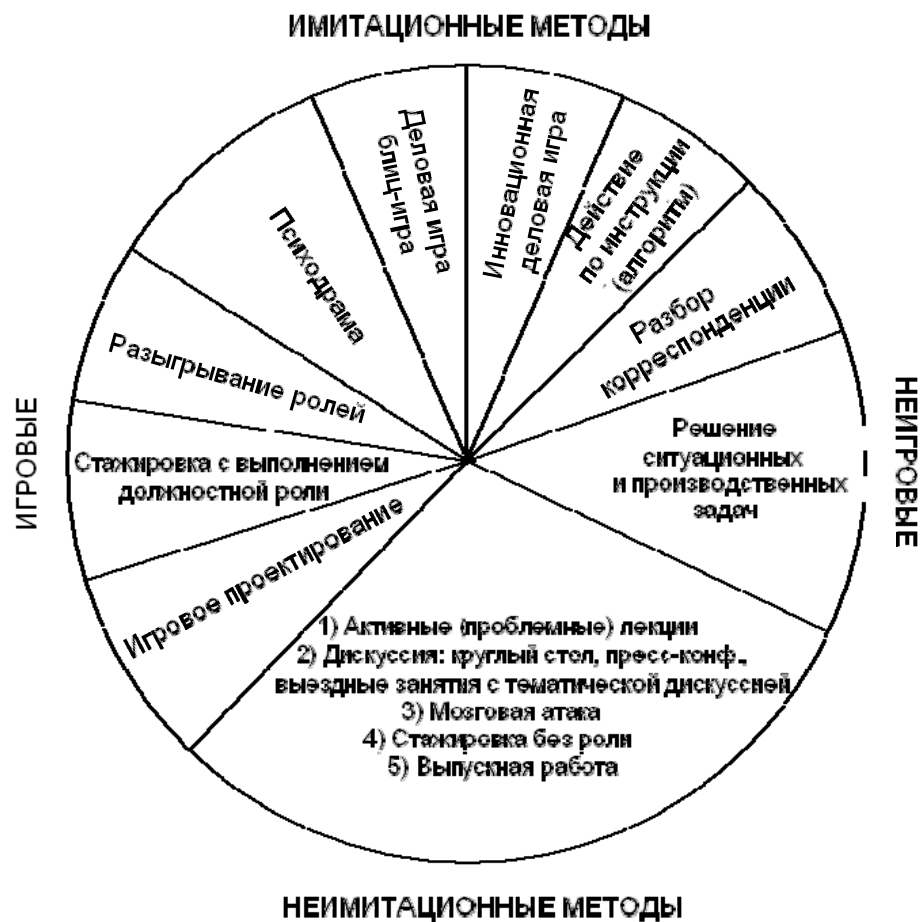 ИМИТАЦИОННЫЕ МЕТОДЫ
Деловая игра
блиц-игра
Инновационная
деловая игра
Действие
по инструкции
(алгоритм)
Психодрама
Разбор
корреспонденции
Разыгрывание ролей
ИГРОВЫЕ
НЕИГРОВЫЕ
Решение
ситуационных
и производственных
задач
Стажировка с выполнением
должностной роли
Игровое проектирование
1) Активные (проблемные) лекции
2) Дискуссия: круглый стол, пресс-конф.,
выездные занятия с тематической дискуссией
3) Мозговая атака
4) Стажировка без роли
5) Выпускная работа
НЕИМИТАЦИОННЫЕ МЕТОДЫ